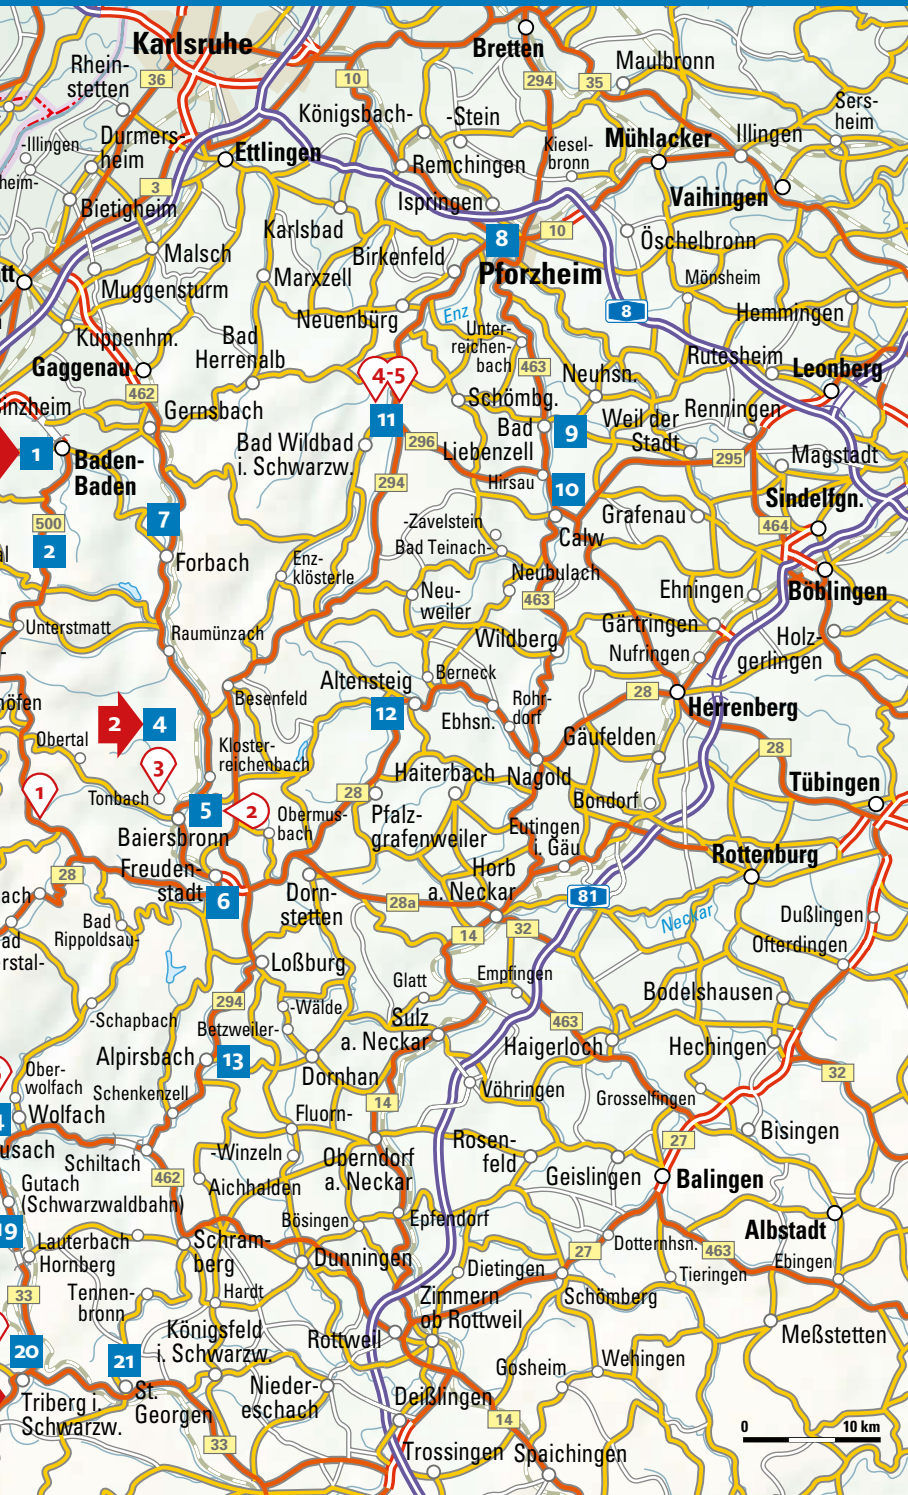 Karlsruhe
Bretten
Rhein-
stetten
36
10
294
35
Maulbronn
Sers-
heim
Königsbach-
-Stein
-Illingen
Durmers-
heim
Ettlingen
Remchingen
Kiesel-
bronn
Mühlacker
Illingen
heim-
3
Bietigheim
Karlsbad
Ispringen
Vaihingen
8
10
Öschelbronn
Malsch
Birkenfeld
Pforzheim
Mönsheim
tt
Muggensturm
Marxzell
Neuenbürg
Enz
8
Hemmingen
Kuppenhm.
Bad
Herrenalb
Unter-
reichen-
bach
463
Rutesheim
Leonberg
Gaggenau
462
4-5
Neuhsn.
inzheim
Gernsbach
Schömbg.
11
Bad
Liebenzell
9
Weil der
Stadt
Renningen
1
Baden-
Baden
Bad Wildbad
i. Schwarzw.
296
295
Magstadt
294
Hirsau
10
Sindelfgn.
500
7
-Zavelstein
Calw
Grafenau
464
2
Forbach
Enz-
klösterle
Bad Teinach-
Neubulach
Böblingen
Neu-
weiler
463
Ehningen
Unterstmatt
Raumünzach
Wildberg
Gärtringen
Holz-
gerlingen
Nufringen
öfen
Besenfeld
Altensteig
Berneck
28
Herrenberg
2
4
12
Ebhsn.
Rohr-
dorf
Obertal
Kloster-
reichenbach
Gäufelden
28
3
1
Tonbach
5
2
Obermus-
bach
28
Haiterbach
Nagold
Bondorf
Tübingen
Baiersbronn
Pfalz-
grafenweiler
Eutingen
i. Gäu
Rottenburg
28
Freuden-
stadt
6
Dorn-
stetten
28a
Horb
a. Neckar
81
ach
Bad
Rippoldsau-
14
32
Neckar
Dußlingen
Ofterdingen
ad
erstal-
Loßburg
Glatt
Empfingen
Bodelshausen
294
-Wälde
-Schapbach
Betzweiler-
Sulz
a. Neckar
463
Haigerloch
Hechingen
Alpirsbach
13
Ober-
wolfach
Dornhan
Vöhringen
32
Schenkenzell
Grosselfingen
4
Wolfach
Fluorn-
14
27
Bisingen
usach
Schiltach
-Winzeln
Oberndorf
a. Neckar
Rosen-
feld
Gutach
(Schwarzwaldbahn)
462
Aichhalden
Geislingen
Balingen
19
Bösingen
Epfendorf
Albstadt
Lauterbach
Hornberg
Schram-
berg
Dunningen
27
Dotternhsn.
463
Ebingen
Dietingen
Tieringen
33
Tennen-
bronn
Hardt
Zimmern
ob Rottweil
Schömberg
Königsfeld
i. Schwarzw.
Rottweil
Meßstetten
20
21
Gosheim
Wehingen
Triberg i.
Schwarzw.
St.
Georgen
Nieder-
eschach
Deißlingen
14
0
10 km
33
Trossingen
Spaichingen